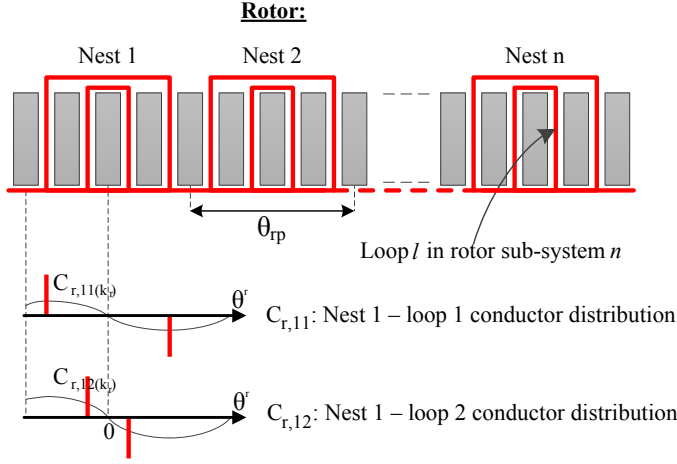 Rotor:
Nest 1
Nest 2
Nest n
θrp
Loop l in rotor sub-system n
Cr,11(kr)
θr
Cr,11: Nest 1 – loop 1 conductor distribution
Cr,12(kr)
θr
Cr,12: Nest 1 – loop 2 conductor distribution
0